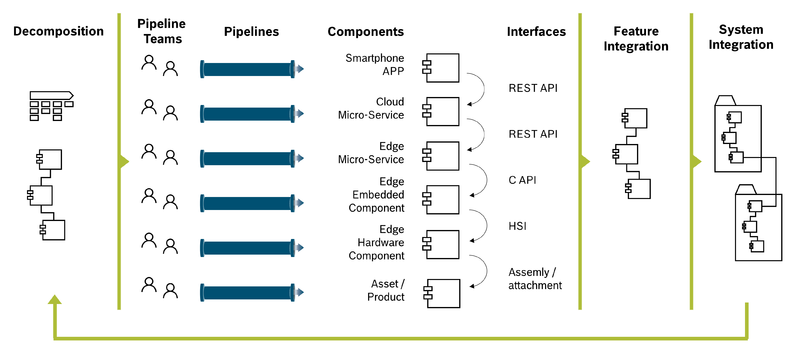 Decomposition
Pipeline
Teams
Pipelines
Components
Interfaces
Feature
Integration
System
Integration
Smartphone
APP
REST API
Cloud
Micro-Service
REST API
Edge
Micro-Service
C API
Edge
Embedded
Component
HSI
Edge
Hardware
Component
Assemly /
attachment
Asset /
Product